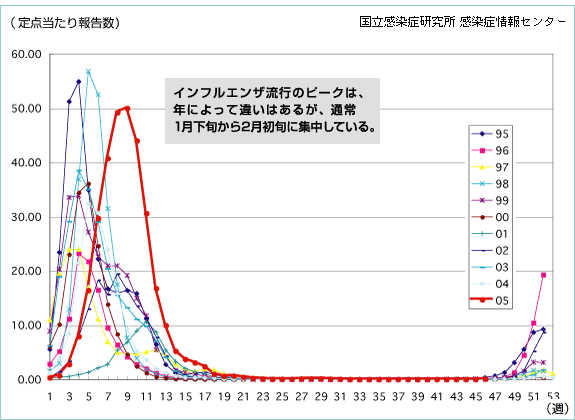 （定点当たり報告数）
国立感染症研究所 感染症情報センター
60.00
50.00
40.00
30.00
20.00
10.00
0.00
インフルエンザ流行のピークは、
年によって違いはあるが、通常
1月下旬から2月初旬に集中している。
95
96
97
98
99
00
01
02
03
04
05
1 3 5 7 9 11 13 15 17 19 21 23 25 27 29 31 33 35 37 39 41 43 45 47 49 51 53
（週）